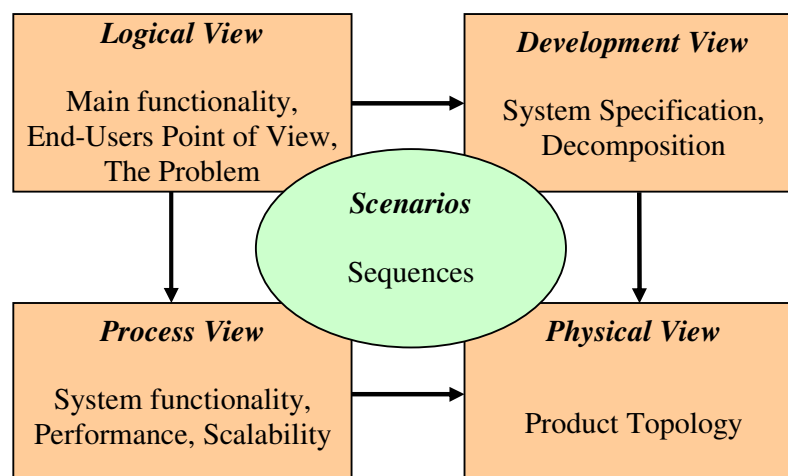 Logical View
Main functionality,
End-Users Point of View,
The Problem
Development View
System Specification,
Decomposition
Scenarios
Sequences
Process View
System functionality,
Performance, Scalability
Physical View
Product Topology